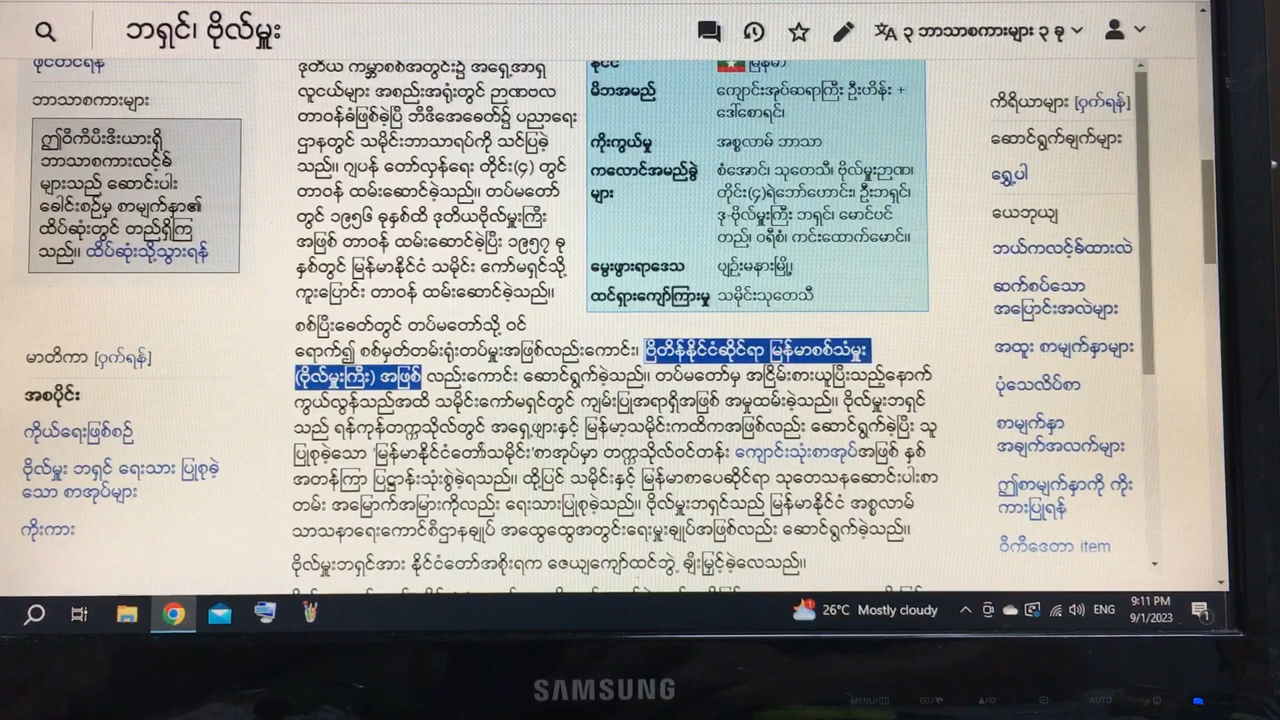 ဘရှင်၊ ဗိုလ်မှူး
၃ ဘာသာစကားများ ၃ ခု
ဘာသာစကားများ
ဤဝီကီပီးဒီးယားရှိ
ဘာသာစကားလင့်ခ်
များသည် ဆောင်းပါး
ခေါင်းစဉ်မှ စာမျက်နှာ၏
ထိပ်ဆုံးတွင် တည်ရှိကြ
သည်။ ထိပ်ဆုံးသို့သွားရန်
မာတိကာ [ဝှက်ရန်]
အစပိုင်း
ကိုယ်ရေးဖြစ်စဉ်
ဗိုလ်မှူး ဘရှင် ရေးသား ပြုစုခဲ့
သော စာအုပ်များ
ကိုးကား
ဒုတိယ ကမ္ဘာစစ်အတွင်း၌ အရှေ့အာရှ
လူငယ်များ အစည်းအရုံးတွင် ဉာဏဗလ
တာဝန်ခံဖြစ်ခဲ့ပြီ ဘီဒီအေခေတ်၌ ပညာရေး
ဌာနတွင် သမိုင်းဘာသာရပ်ကို သင်ပြခဲ့
သည်။ ဂျပန် တော်လှန်ရေး တိုင်း(၄) တွင်
တာဝန် ထမ်းဆောင်ခဲ့သည်။ တပ်မတော်
တွင် ၁၉၅၆ ခုနှစ်ထိ ဒုတိယဗိုလ်မှူးကြီး
အဖြစ် တာဝန် ထမ်းဆောင်ခဲ့ပြီး ၁၉၅၇ ခု
နှစ်တွင် မြန်မာနိုင်ငံ သမိုင်း ကော်မရှင်သို့
ကူးပြောင်း တာဝန် ထမ်းဆောင်ခဲ့သည်။
နိုင်ငံ မြန်မာ
မိဘအမည် ကျောင်းအုပ်ဆရာကြီး ဦးဟိန်း +
ဒေါ်စောရင်၊
ကိုးကွယ်မှု အစ္စလာမ် ဘာသာ
ကလောင်အမည်ခွဲ စံအောင်၊ သုတေသီ၊ ဗိုလ်မှူးဉာဏ၊
များ တိုင်း(၄)ရဲဘော်ဟောင်း၊ ဦးဘရှင်၊
ဒု-ဗိုလ်မှူးကြီး ဘရှင်၊ မောင်ပင်
တည်၊ ဝရီစံ၊ ကင်းထောက်မောင်။
မွေးဖွားရာဒေသ ပျဉ်းမနားမြို့၊
ထင်ရှားကျော်ကြားမှု သမိုင်းသုတေသီ
စစ်ပြီးခေတ်တွင် တပ်မတော်သို့ ဝင်
ရောက်၍ စစ်မှတ်တမ်းရုံးတပ်မှူးအဖြစ်လည်းကောင်း၊ ဗြိတိန်နိုင်ငံဆိုင်ရာ မြန်မာစစ်သံမှူး
(ဗိုလ်မှူးကြီး) အဖြစ် လည်းကောင်း ဆောင်ရွက်ခဲ့သည်။ တပ်မတော်မှ အငြိမ်းစားယူပြီးသည့်နောက်
ကွယ်လွန်သည်အထိ သမိုင်းကော်မရှင်တွင် ကျမ်းပြုအရာရှိအဖြစ် အမှုထမ်းခဲ့သည်။ ဗိုလ်မှူးဘရှင်
သည် ရန်ကုန်တက္ကသိုလ်တွင် အရှေ့ဖျားနှင့် မြန်မာ့သမိုင်းကထိကအဖြစ်လည်း ဆောင်ရွက်ခဲ့ပြီး သူ
ပြုစုခဲ့သော 'မြန်မာနိုင်ငံတော်သမိုင်း'စာအုပ်မှာ တက္ကသိုလ်ဝင်တန်း ကျောင်းသုံးစာအုပ်အဖြစ် နှစ်
အတန်ကြာ ပြဋ္ဌာန်းသုံးစွဲခဲ့ရသည်။ ထို့ပြင် သမိုင်းနှင့် မြန်မာစာပေဆိုင်ရာ သုတေသနဆောင်းပါးစာ
တမ်း အမြောက်အမြားကိုလည်း ရေးသားပြုစုခဲ့သည်။ ဗိုလ်မှူးဘရှင်သည် မြန်မာနိုင်ငံ အစ္စလာမ်
သာသနာရေးကောင်စီဌာနချုပ် အထွေထွေအတွင်းရေးမှူးချုပ်အဖြစ်လည်း ဆောင်ရွက်ခဲ့သည်။
ဗိုလ်မှူးဘရှင်အား နိုင်ငံတော်အစိုးရက ဇေယျကျော်ထင်ဘွဲ့ ချီးမြှင့်ခဲ့လေသည်။
ကိရိယာများ [ဝှက်ရန်]
ဆောင်ရွက်ချက်များ
ရွှေ့ပါ
ယေဘုယျ
ဘယ်ကလင့်ခ်ထားလဲ
ဆက်စပ်သော
အပြောင်းအလဲများ
အထူး စာမျက်နှာများ
ပုံသေလိပ်စာ
စာမျက်နှာ
အချက်အလက်များ
ဤစာမျက်နှာကို ကိုး
ကားပြုရန်
ဝီကီဒေတာ item
26°C Mostly cloudy
ENG
9:11 PM
9/1/2023
SAMSUNG
MENU
AUTO